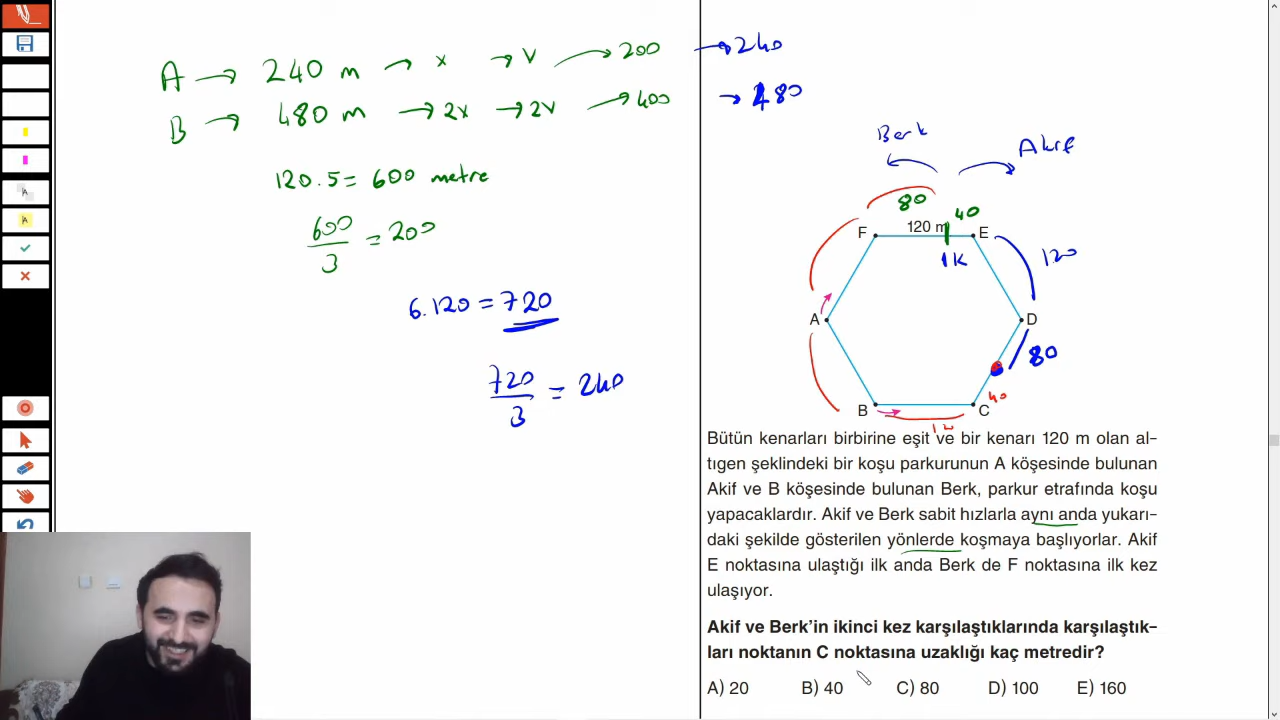 A → 240 m → x → V → 200 → 240
B → 480 m → 2x → 2V → 400 → 480
120.5 = 600 metre
600/3 = 200
6.120 = 720
720/3 = 240
Berk
Akif
80
40
F
120 m
E
1K
120
A
D
80
40
B
C
Bütün kenarları birbirine eşit ve bir kenarı 120 m olan al-
tıgen şeklindeki bir koşu parkurunun A köşesinde bulunan
Akif ve B köşesinde bulunan Berk, parkur etrafında koşu
yapacaklardır. Akif ve Berk sabit hızlarla aynı anda yukarı-
daki şekilde gösterilen yönlerde koşmaya başlıyorlar. Akif
E noktasına ulaştığı ilk anda Berk de F noktasına ilk kez
ulaşıyor.
Akif ve Berk'in ikinci kez karşılaştıklarında karşılaştık-
ları noktanın C noktasına uzaklığı kaç metredir?
A) 20 B) 40 C) 80 D) 100 E) 160